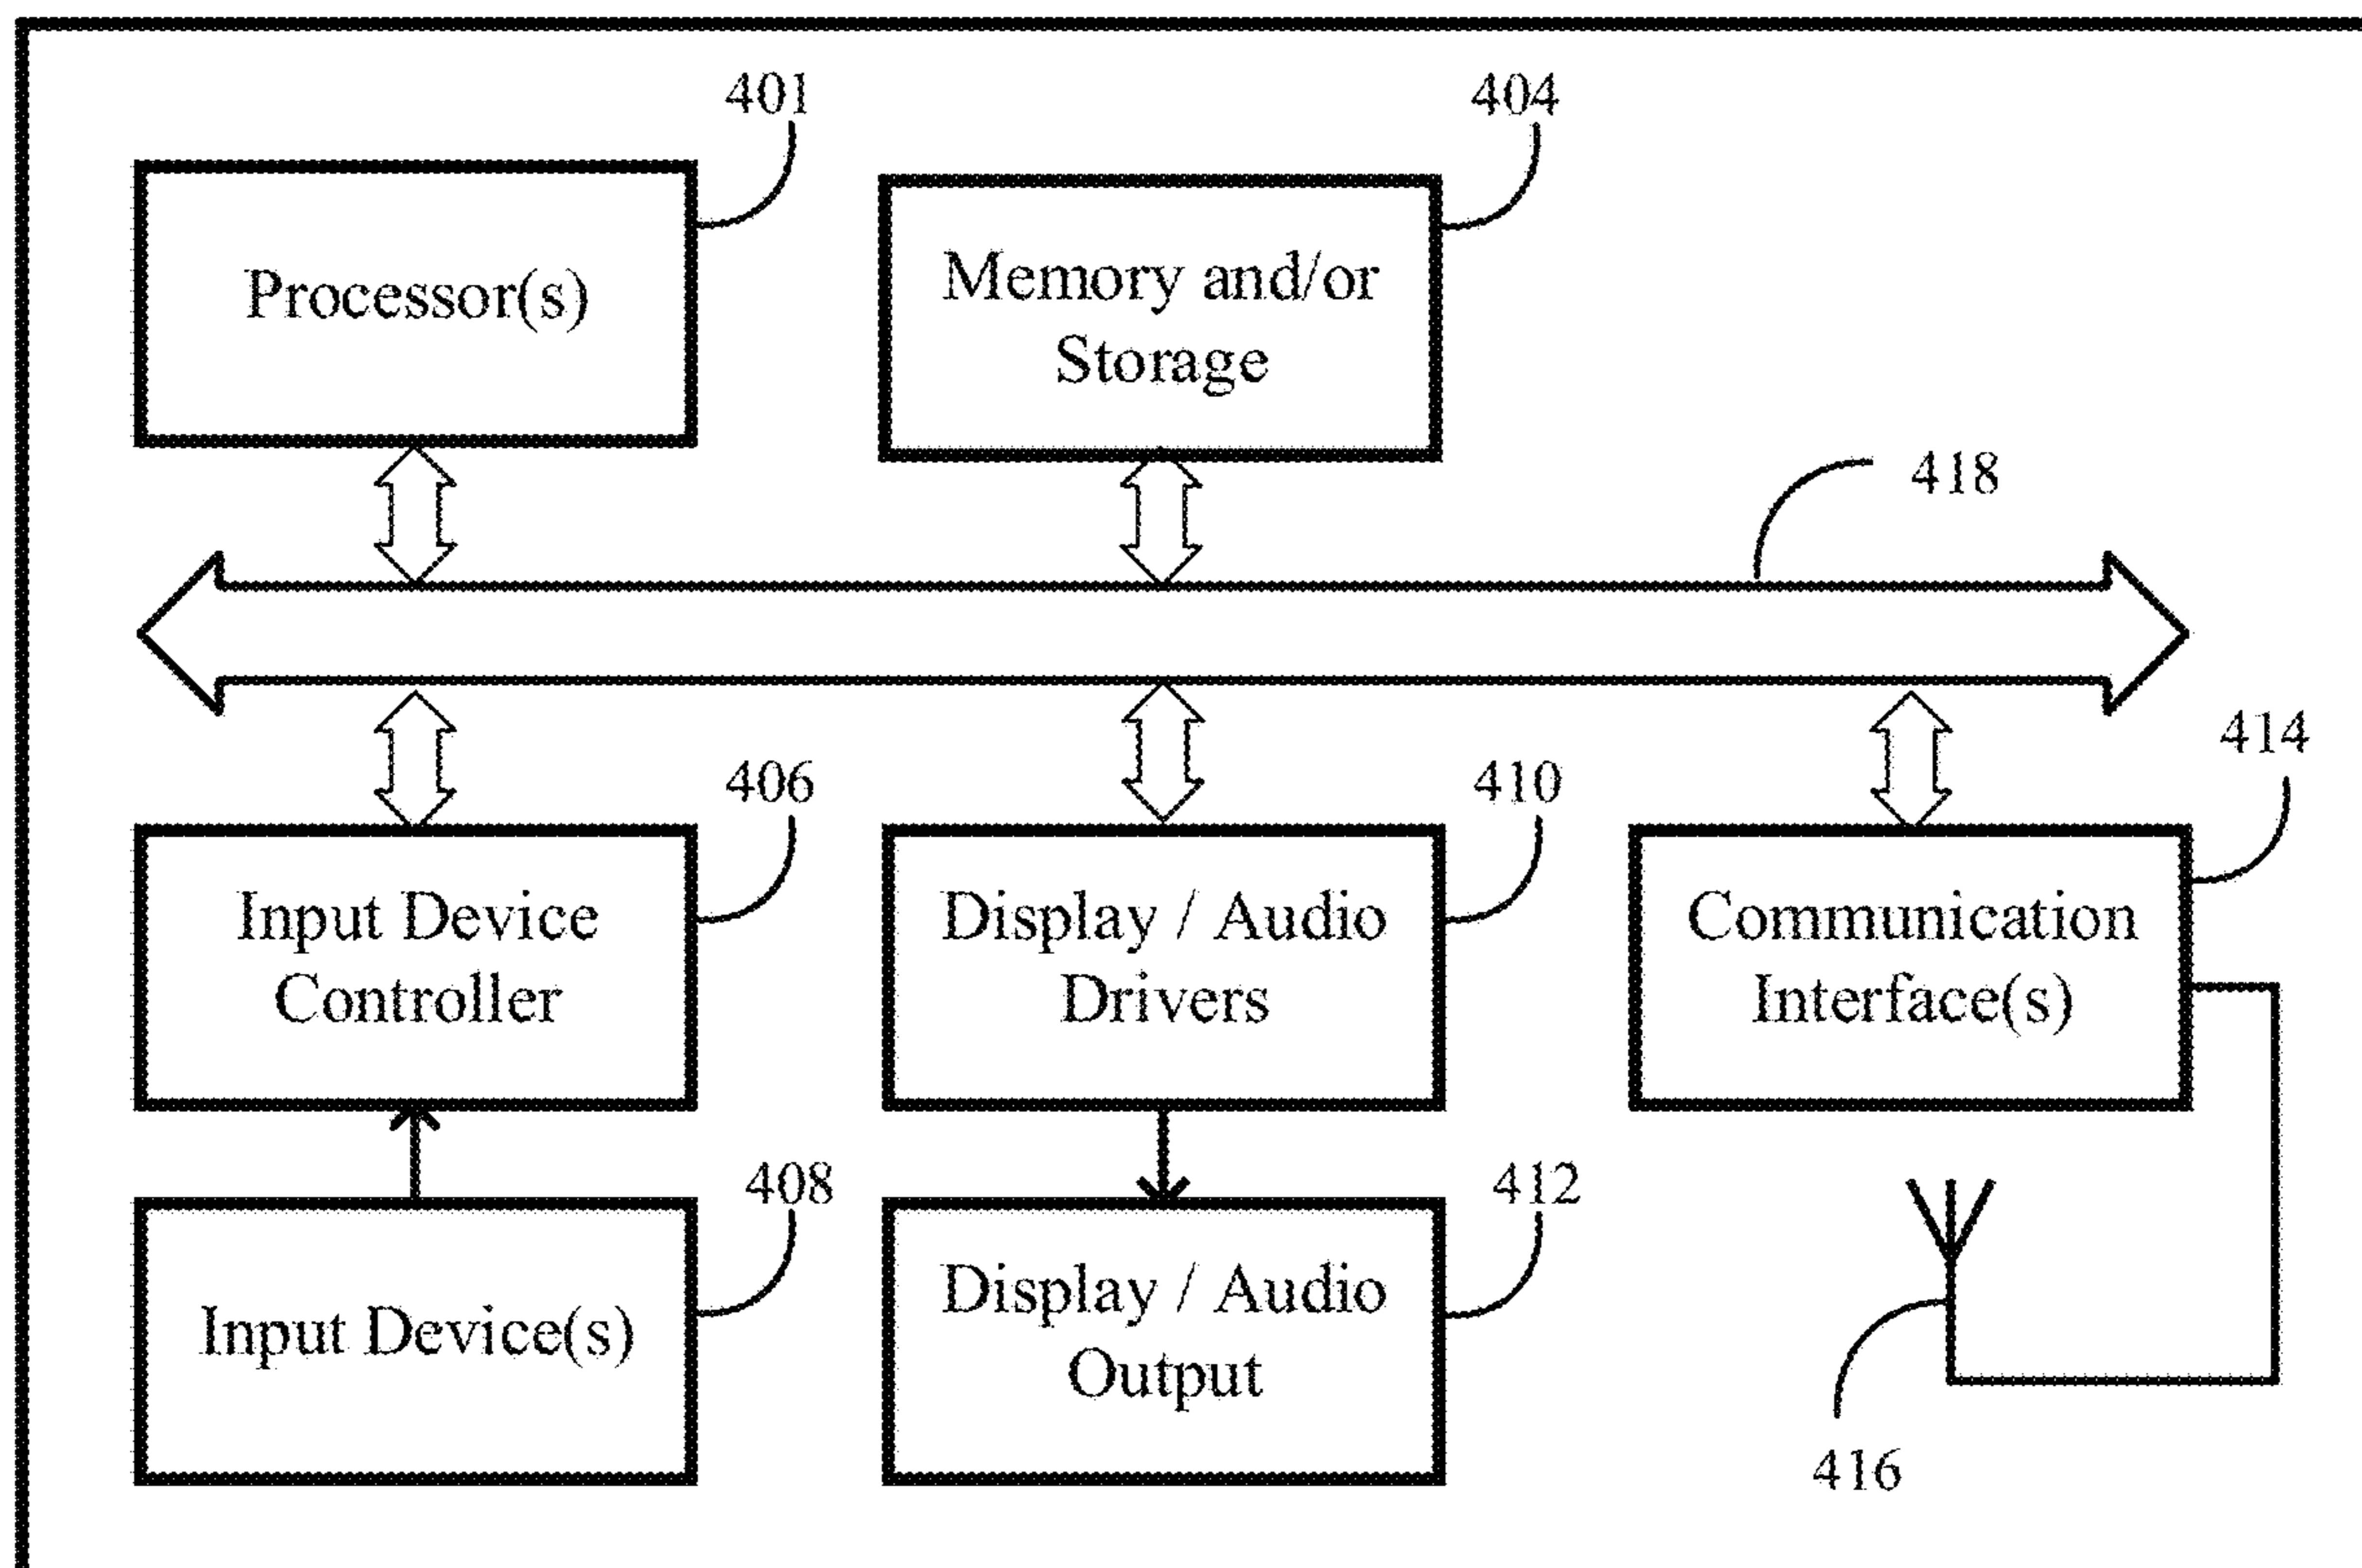 401
404
Processor(s)
Memory and/or
Storage
418
414
406
410
Input Device
Controller
Display / Audio
Drivers
Communication
Interface(s)
408
412
Input Device(s)
Display / Audio
Output
416